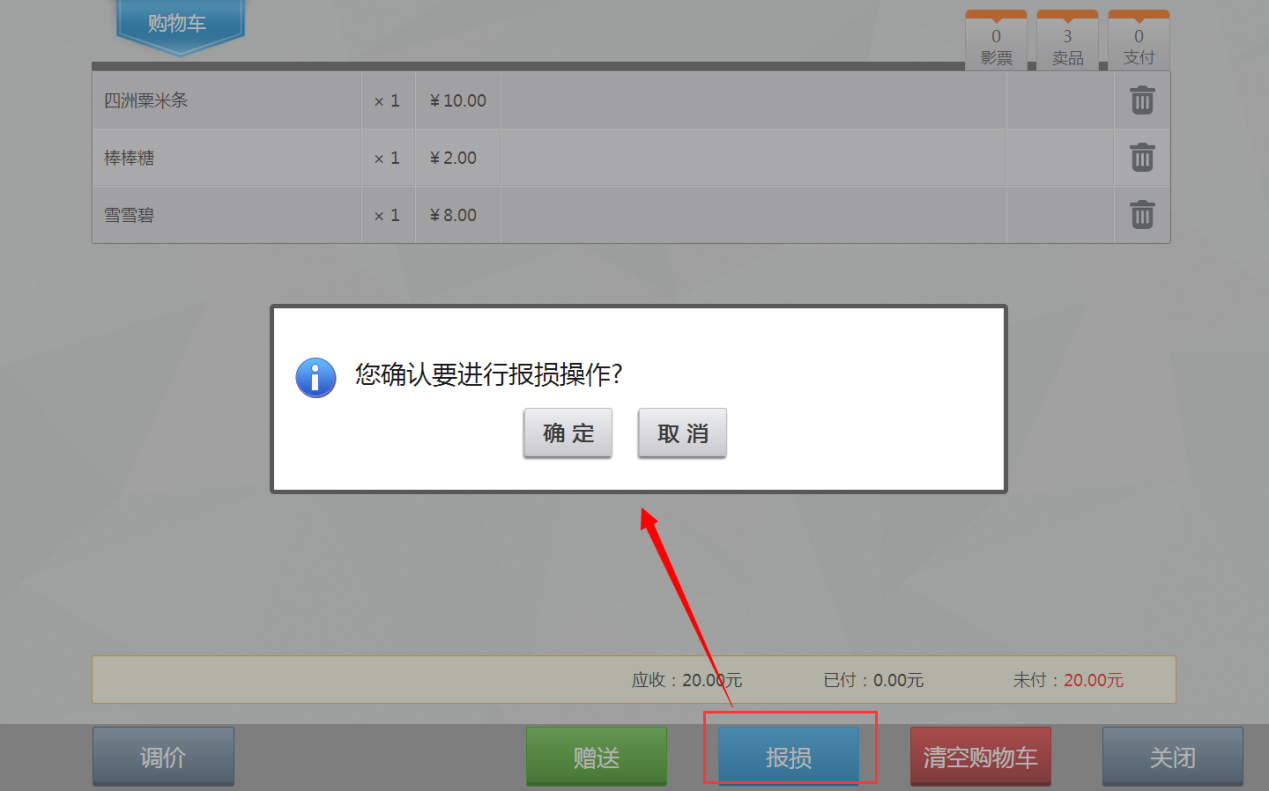 购物车
0 3 0
影票 卖品 支付
四洲粟米条 × 1 ¥10.00
棒棒糖 × 1 ¥2.00
雪雪碧 × 1 ¥8.00
您确认要进行报损操作?
确 定 取 消
应收：20.00元 已付：0.00元 未付：20.00元
调价 赠送 报损 清空购物车 关闭